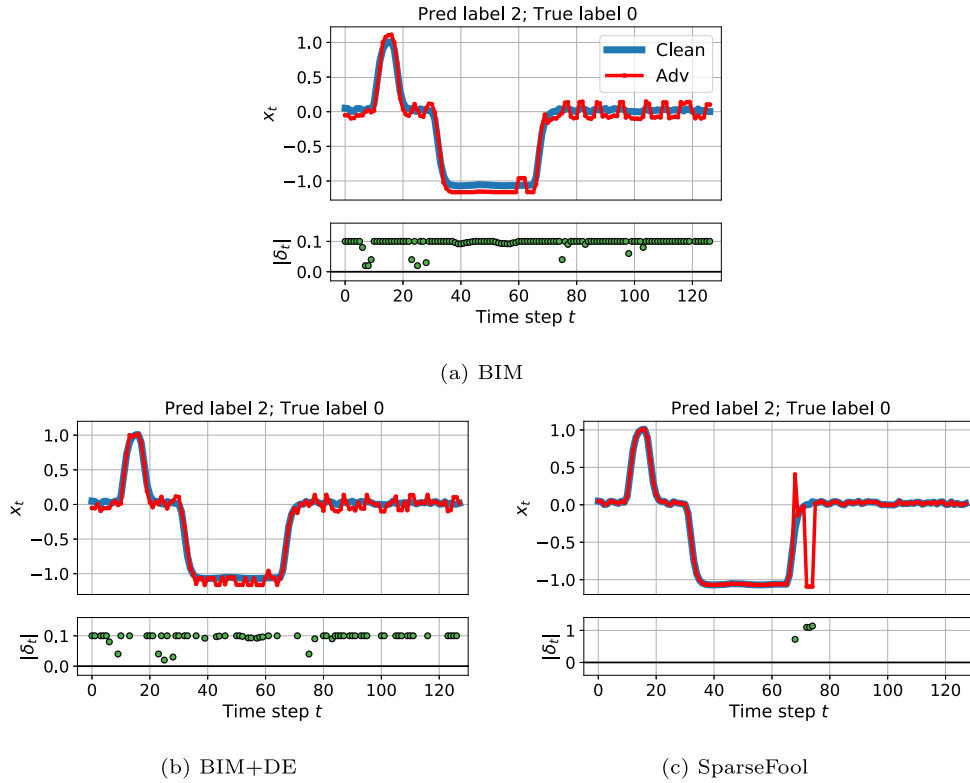 Pred label 2; True label 0
1.0
0.5
0.0
−0.5
−1.0
x_t
Clean
Adv
0.1
0.0
|δ_t|
0 20 40 60 80 100 120
Time step t
(a) BIM
Pred label 2; True label 0
1.0
0.5
0.0
−0.5
−1.0
x_t
0.1
0.0
|δ_t|
0 20 40 60 80 100 120
Time step t
(b) BIM+DE
Pred label 2; True label 0
1.0
0.5
0.0
−0.5
−1.0
x_t
1
0
|δ_t|
0 20 40 60 80 100 120
Time step t
(c) SparseFool